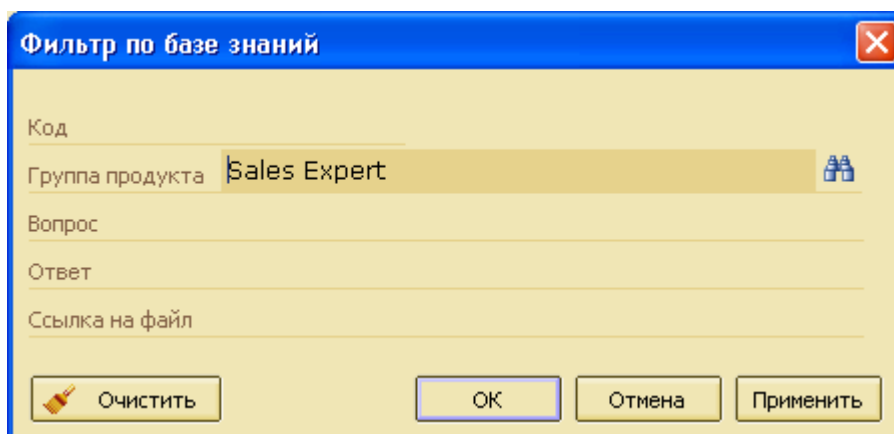 Фильтр по базе знаний
Код
Группа продукта Sales Expert
Вопрос
Ответ
Ссылка на файл
Очистить ОК Отмена Применить